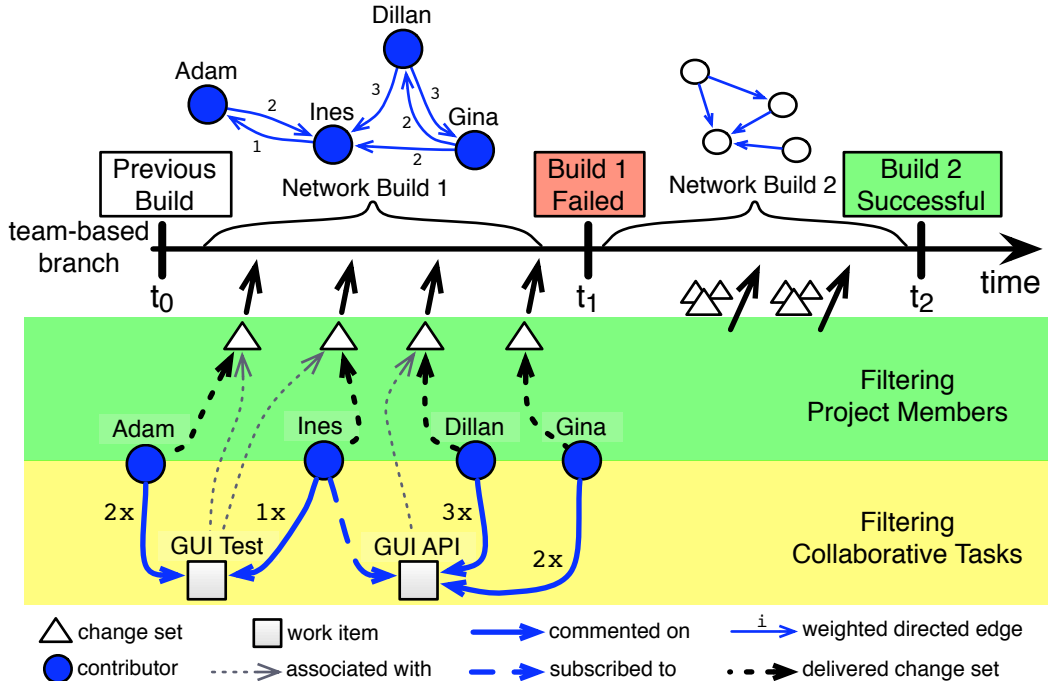 Dillan
Adam
Ines
Gina
2
1
3
3
2
2
Previous
Build
Network Build 1
Build 1
Failed
Network Build 2
Build 2
Successful
team-based
branch
t0
t1
t2
time
Filtering
Project Members
Adam
Ines
Dillan
Gina
2x
1x
3x
2x
GUI Test
GUI API
Filtering
Collaborative Tasks
change set
work item
commented on
i
weighted directed edge
contributor
associated with
subscribed to
delivered change set